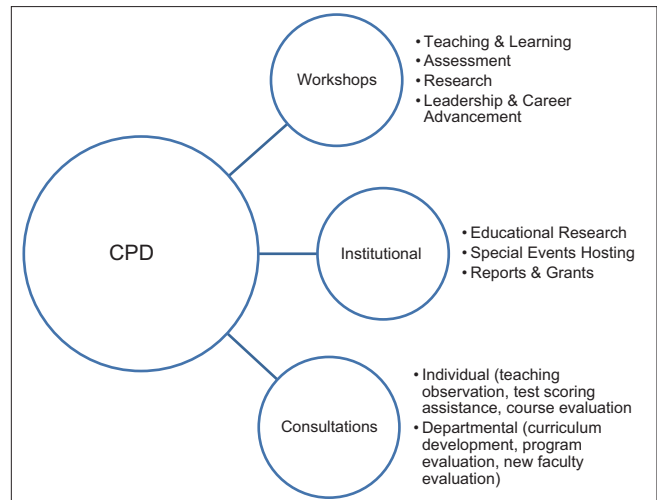 CPD
Workshops
• Teaching & Learning
• Assessment
• Research
• Leadership & Career
Advancement
Institutional
• Educational Research
• Special Events Hosting
• Reports & Grants
Consultations
• Individual (teaching
observation, test scoring
assistance, course evaluation
• Departmental (curriculum
development, program
evaluation, new faculty
evaluation)